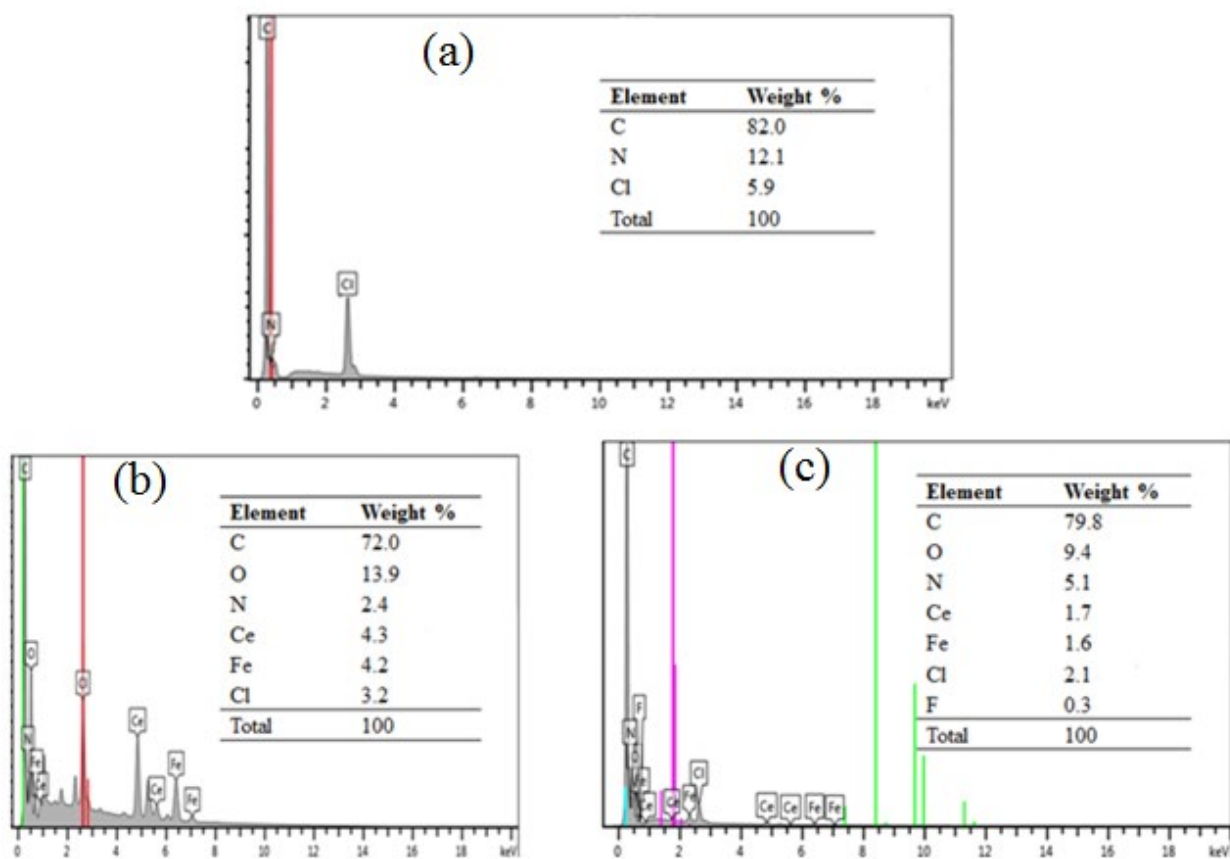 C
(a)
Element Weight %
C 82.0
N 12.1
Cl 5.9
Total 100
Cl
N
0 2 4 6 8 10 12 14 16 18 keV
(b)
C
Element Weight %
C 72.0
O 13.9
N 2.4
Ce 4.3
Fe 4.2
Cl 3.2
Total 100
O
Ce
N
Fe
Ce
Ce
Fe
Fe
0 2 4 6 8 10 12 14 16 18 keV
(c)
C
Element Weight %
C 79.8
O 9.4
N 5.1
Ce 1.7
Fe 1.6
Cl 2.1
F 0.3
Total 100
F
N
Cl
Fe
Ce
Ce
Fe
Ce
Ce
Fe
Fe
0 2 4 6 8 10 12 14 16 18 keV